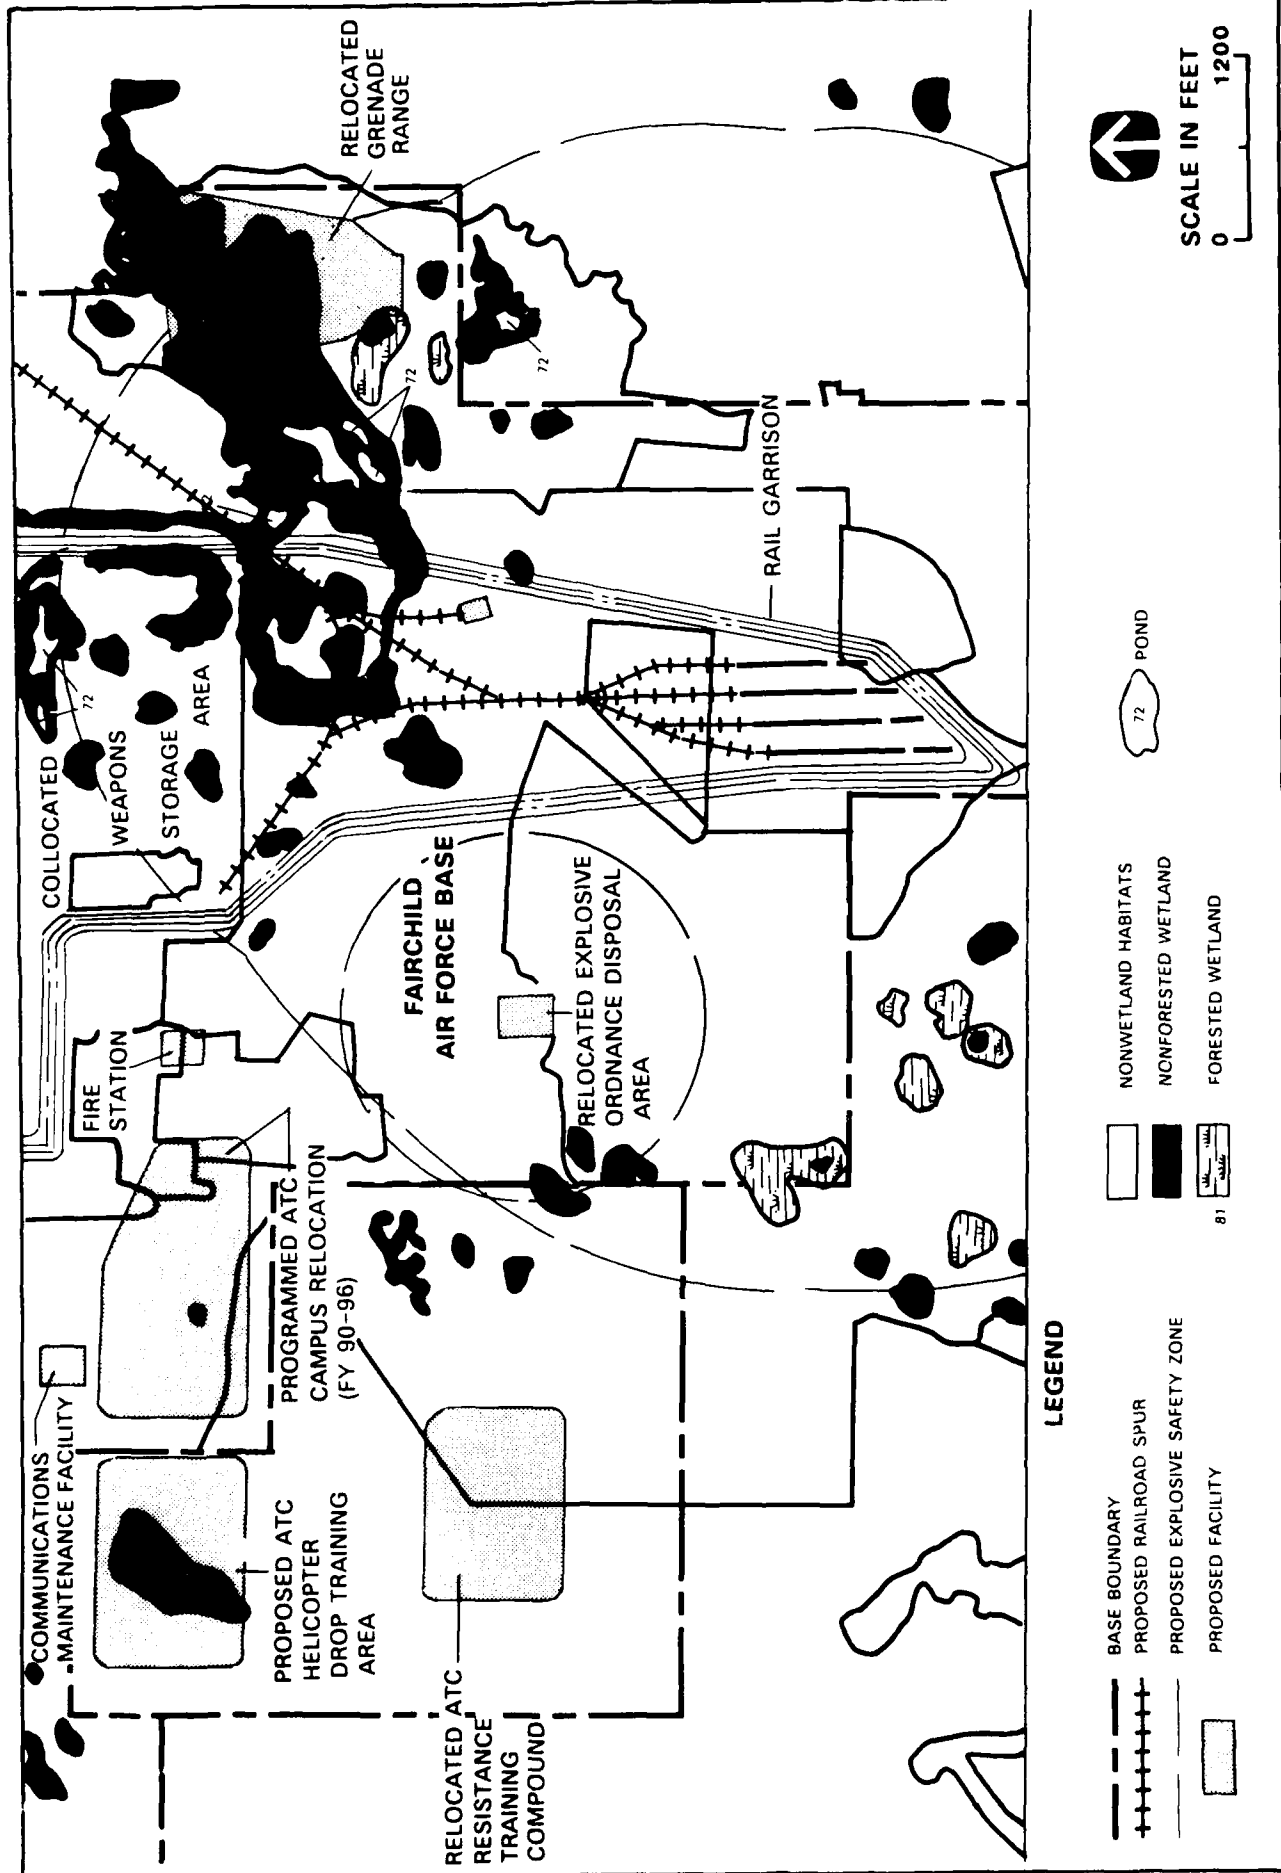 COMMUNICATIONS
MAINTENANCE FACILITY
PROPOSED ATC
HELICOPTER
DROP TRAINING
AREA
RELOCATED ATC
RESISTANCE
TRAINING
COMPOUND
PROGRAMMED ATC
CAMPUS RELOCATION
(FY 90-96)
FIRE
STATION
COLLOCATED
WEAPONS
STORAGE
AREA
72
FAIRCHILD
AIR FORCE BASE
RELOCATED EXPLOSIVE
ORDNANCE DISPOSAL
AREA
RELOCATED
GRENADE
RANGE
72
72
72
RAIL GARRISON
LEGEND
BASE BOUNDARY
PROPOSED RAILROAD SPUR
PROPOSED EXPLOSIVE SAFETY ZONE
PROPOSED FACILITY
NONWETLAND HABITATS
NONFORESTED WETLAND
81
FORESTED WETLAND
72
POND
SCALE IN FEET
0 1200